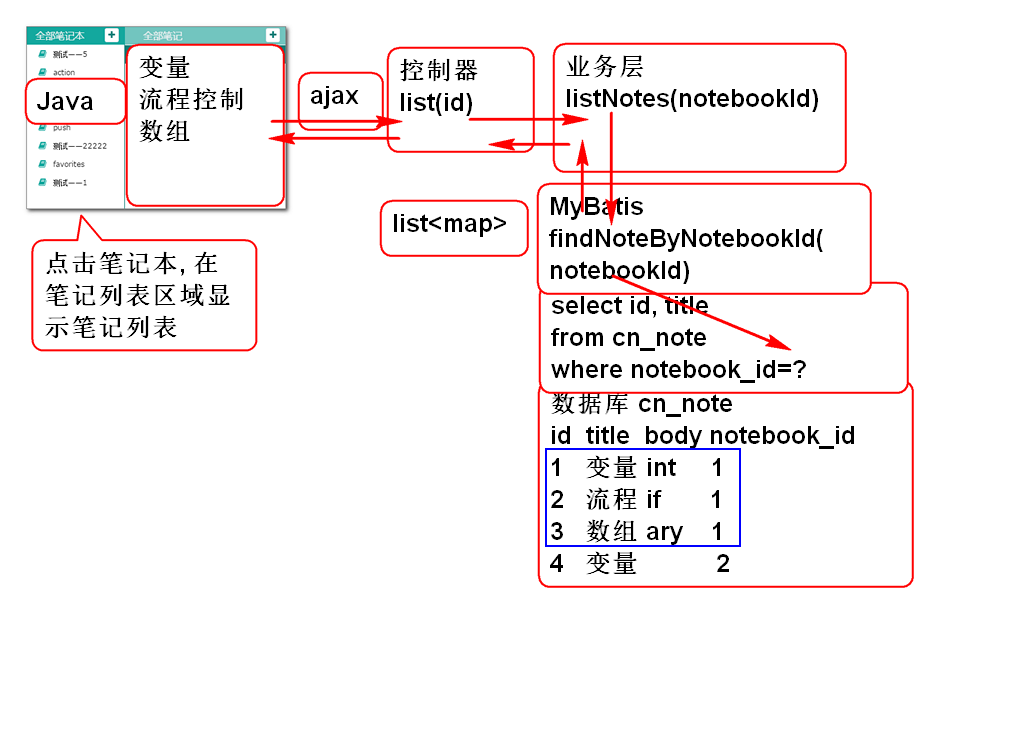 全部笔记本
全部笔记
测试——5
action
Java
push
测试——22222
favorites
测试——1
变量
流程控制
数组
点击笔记本, 在
笔记列表区域显
示笔记列表
ajax
控制器
list(id)
业务层
listNotes(notebookId)
list<map>
MyBatis
findNoteByNotebookId(
notebookId)
select id, title
from cn_note
where notebook_id=?
数据库 cn_note
id title body notebook_id
1 变量 int 1
2 流程 if 1
3 数组 ary 1
4 变量 2